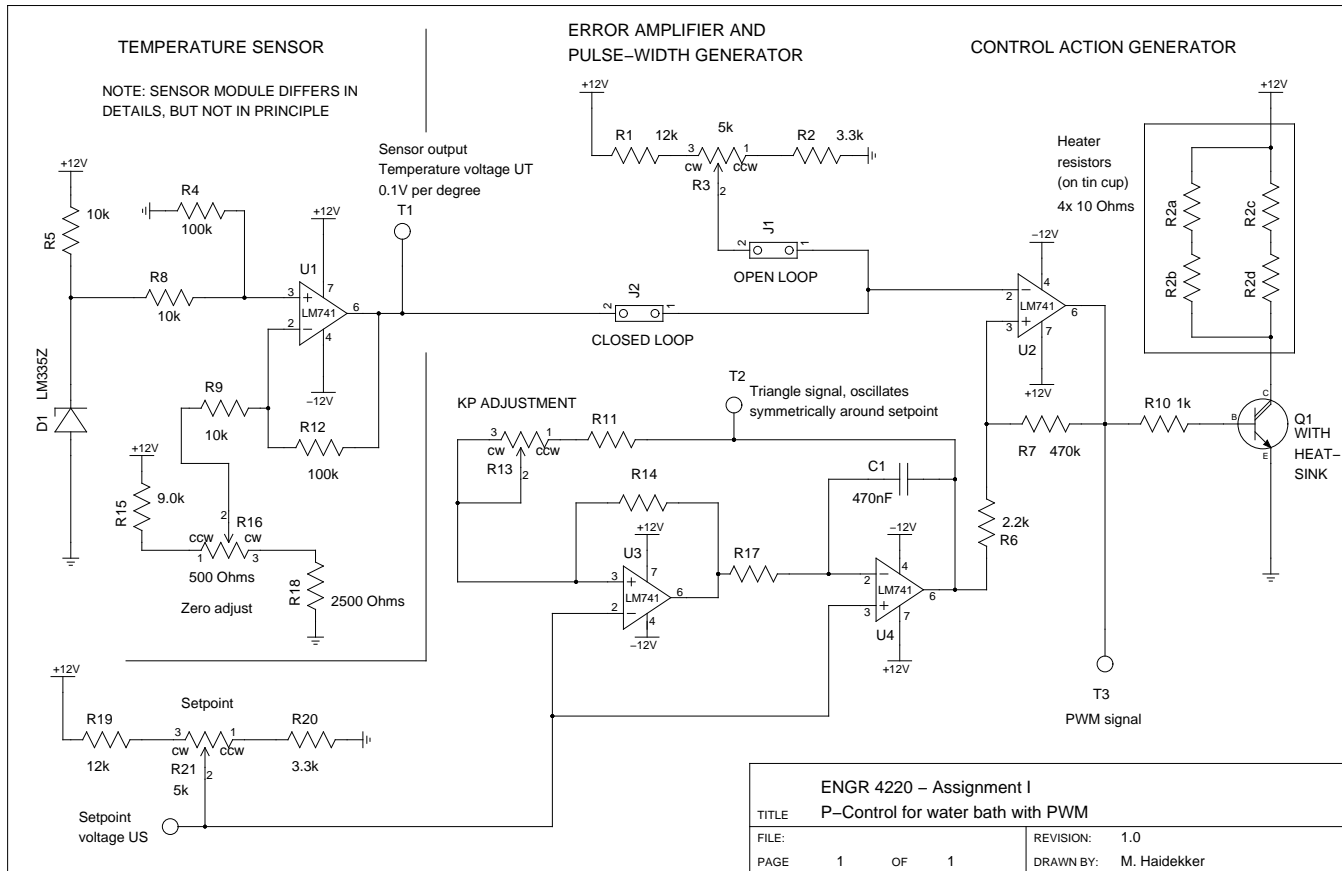 TEMPERATURE SENSOR
NOTE: SENSOR MODULE DIFFERS IN
DETAILS, BUT NOT IN PRINCIPLE
+12V
R5
10k
R4
100k
R8
10k
D1
LM335Z
+12V
U1
3
2
7
6
4
LM741
−12V
R9
10k
R12
100k
+12V
R15
9.0k
2
R16
ccw
cw
1
3
500 Ohms
Zero adjust
R18
2500 Ohms
Sensor output
Temperature voltage UT
0.1V per degree
T1
ERROR AMPLIFIER AND
PULSE−WIDTH GENERATOR
+12V
R1
12k
5k
3
1
cw
ccw
R3
2
R2
3.3k
J1
2
1
OPEN LOOP
J2
2
1
CLOSED LOOP
KP ADJUSTMENT
3
1
cw
ccw
R13
2
R11
T2
Triangle signal, oscillates
symmetrically around setpoint
R14
+12V
U3
3
2
7
6
4
LM741
−12V
R17
C1
470nF
−12V
4
2
3
6
7
LM741
U4
+12V
CONTROL ACTION GENERATOR
+12V
Heater
resistors
(on tin cup)
4x 10 Ohms
R2a
R2c
R2b
R2d
−12V
4
2
3
6
7
LM741
U2
+12V
R7
470k
2.2k
R6
R10
1k
B
C
E
Q1
WITH
HEAT−
SINK
T3
PWM signal
+12V
R19
12k
Setpoint
3
1
cw
ccw
R21
2
5k
R20
3.3k
Setpoint
voltage US
ENGR 4220 − Assignment I
TITLE P−Control for water bath with PWM
FILE: REVISION: 1.0
PAGE 1 OF 1 DRAWN BY: M. Haidekker